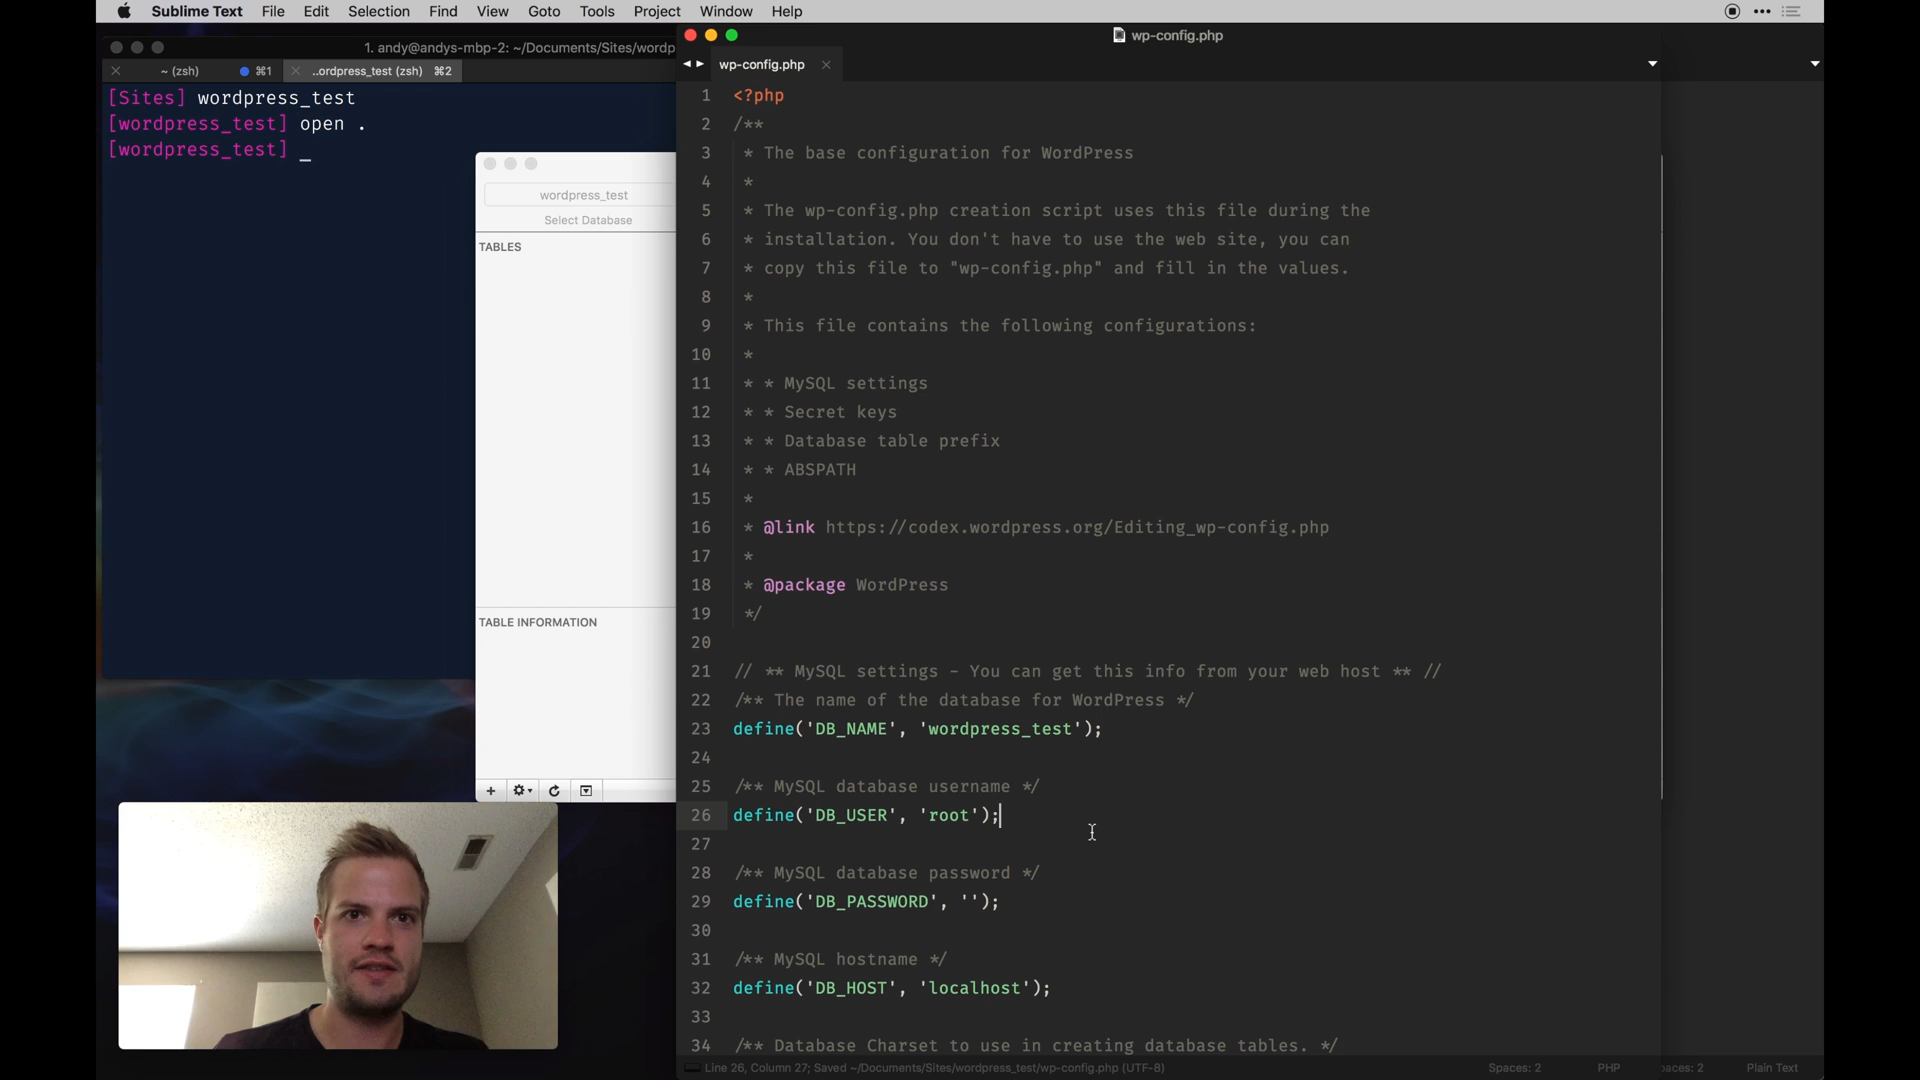 Sublime Text File Edit Selection Find View Goto Tools Project Window Help
1. andy@andys-mbp-2: ~/Documents/Sites/wordp
~ (zsh) ⌘1 ..ordpress_test (zsh) ⌘2
[Sites] wordpress_test
[wordpress_test] open .
[wordpress_test] _
wordpress_test
Select Database
TABLES
TABLE INFORMATION
wp-config.php
wp-config.php
1 <?php
2 /**
3 * The base configuration for WordPress
4 *
5 * The wp-config.php creation script uses this file during the
6 * installation. You don't have to use the web site, you can
7 * copy this file to "wp-config.php" and fill in the values.
8 *
9 * This file contains the following configurations:
10 *
11 * * MySQL settings
12 * * Secret keys
13 * * Database table prefix
14 * * ABSPATH
15 *
16 * @link https://codex.wordpress.org/Editing_wp-config.php
17 *
18 * @package WordPress
19 */
20
21 // ** MySQL settings - You can get this info from your web host ** //
22 /** The name of the database for WordPress */
23 define('DB_NAME', 'wordpress_test');
24
25 /** MySQL database username */
26 define('DB_USER', 'root');
27
28 /** MySQL database password */
29 define('DB_PASSWORD', '');
30
31 /** MySQL hostname */
32 define('DB_HOST', 'localhost');
33
34 /** Database Charset to use in creating database tables. */
Line 26, Column 27; Saved ~/Documents/Sites/wordpress_test/wp-config.php (UTF-8) Spaces: 2 PHP paces: 2 Plain Text